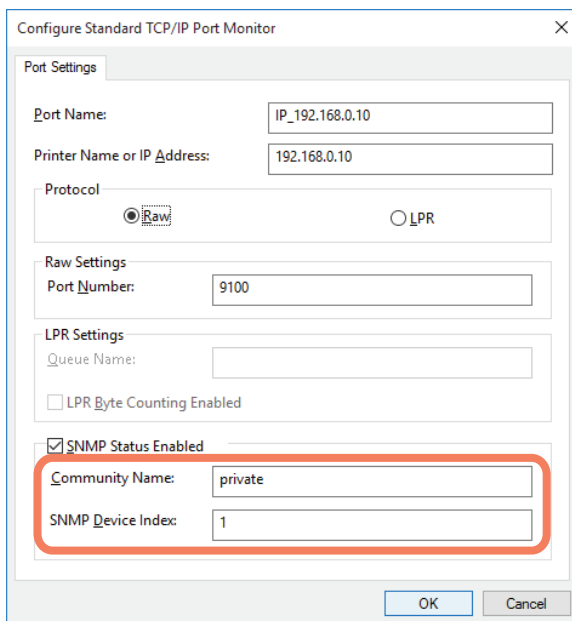 Configure Standard TCP/IP Port Monitor
Port Settings
Port Name: IP_192.168.0.10
Printer Name or IP Address: 192.168.0.10
Protocol
Raw LPR
Raw Settings
Port Number: 9100
LPR Settings
Queue Name:
LPR Byte Counting Enabled
SNMP Status Enabled
Community Name: private
SNMP Device Index: 1
OK Cancel